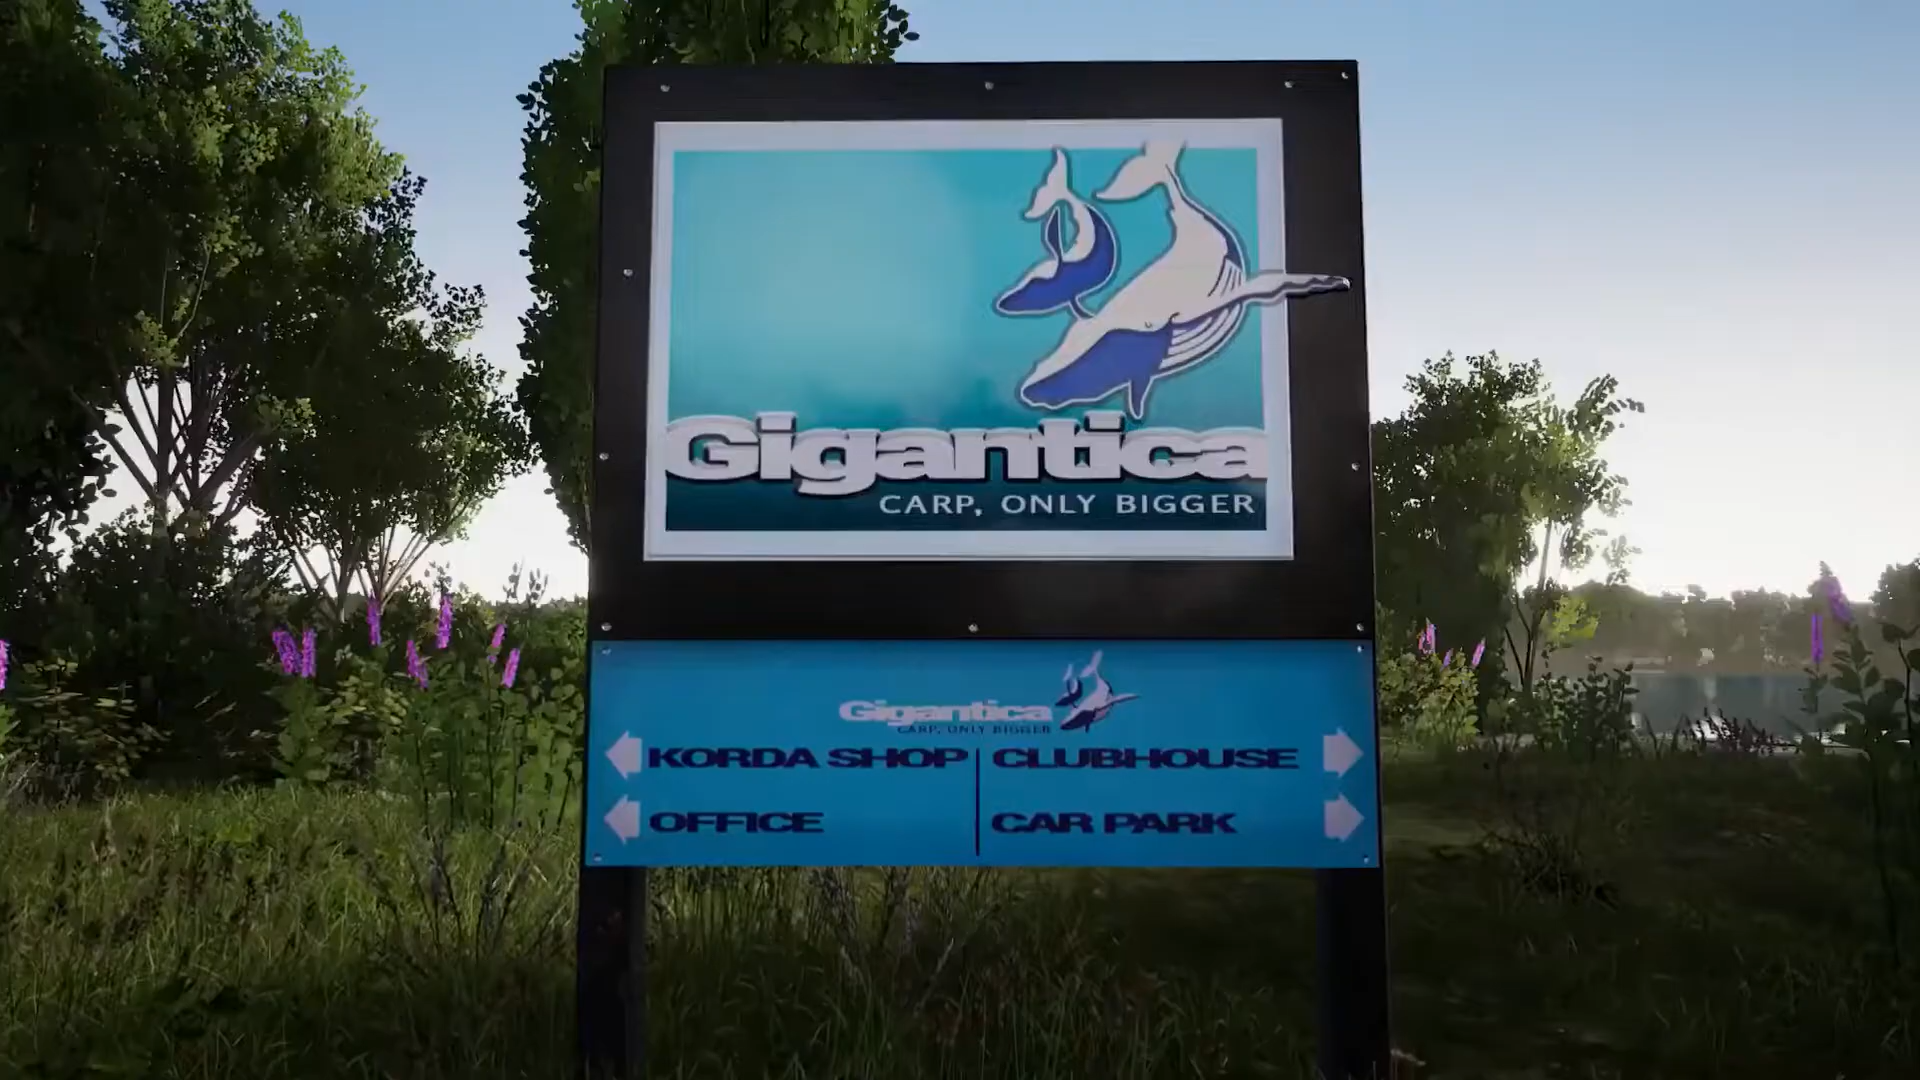 Gigantica
CARP, ONLY BIGGER
Gigantica
CARP, ONLY BIGGER
KORDA SHOP
CLUBHOUSE
OFFICE
CAR PARK